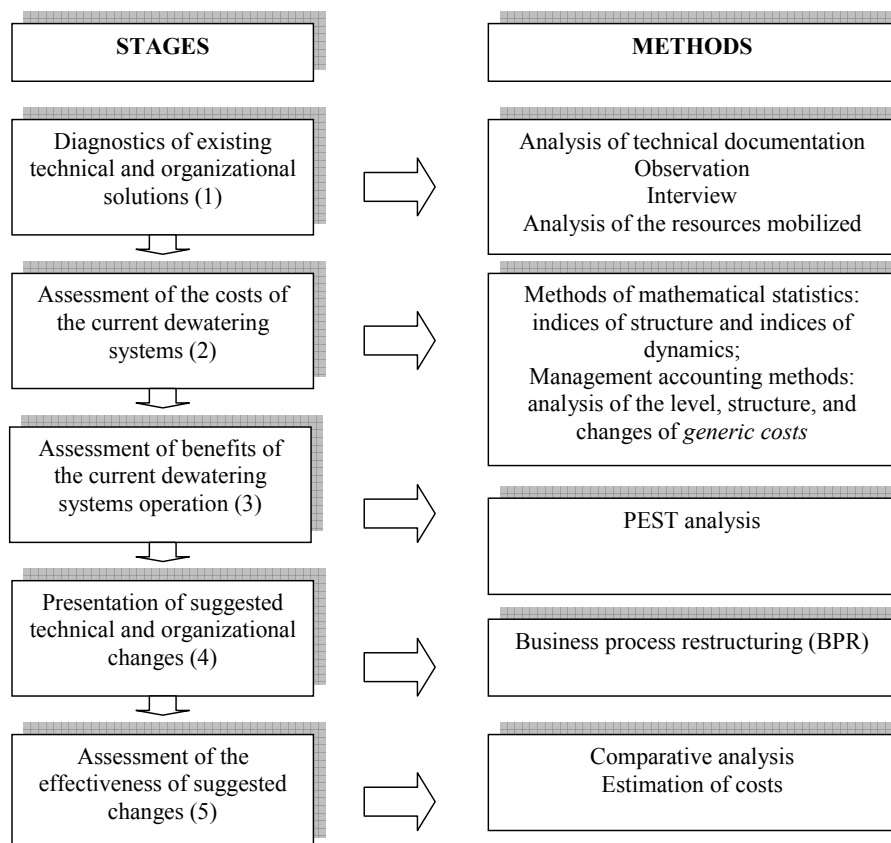 STAGES
METHODS
Diagnostics of existing
technical and organizational
solutions (1)
Analysis of technical documentation
Observation
Interview
Analysis of the resources mobilized
Assessment of the costs of
the current dewatering
systems (2)
Methods of mathematical statistics:
indices of structure and indices of
dynamics;
Management accounting methods:
analysis of the level, structure, and
changes of generic costs
Assessment of benefits of
the current dewatering
systems operation (3)
PEST analysis
Presentation of suggested
technical and organizational
changes (4)
Business process restructuring (BPR)
Assessment of the
effectiveness of suggested
changes (5)
Comparative analysis
Estimation of costs